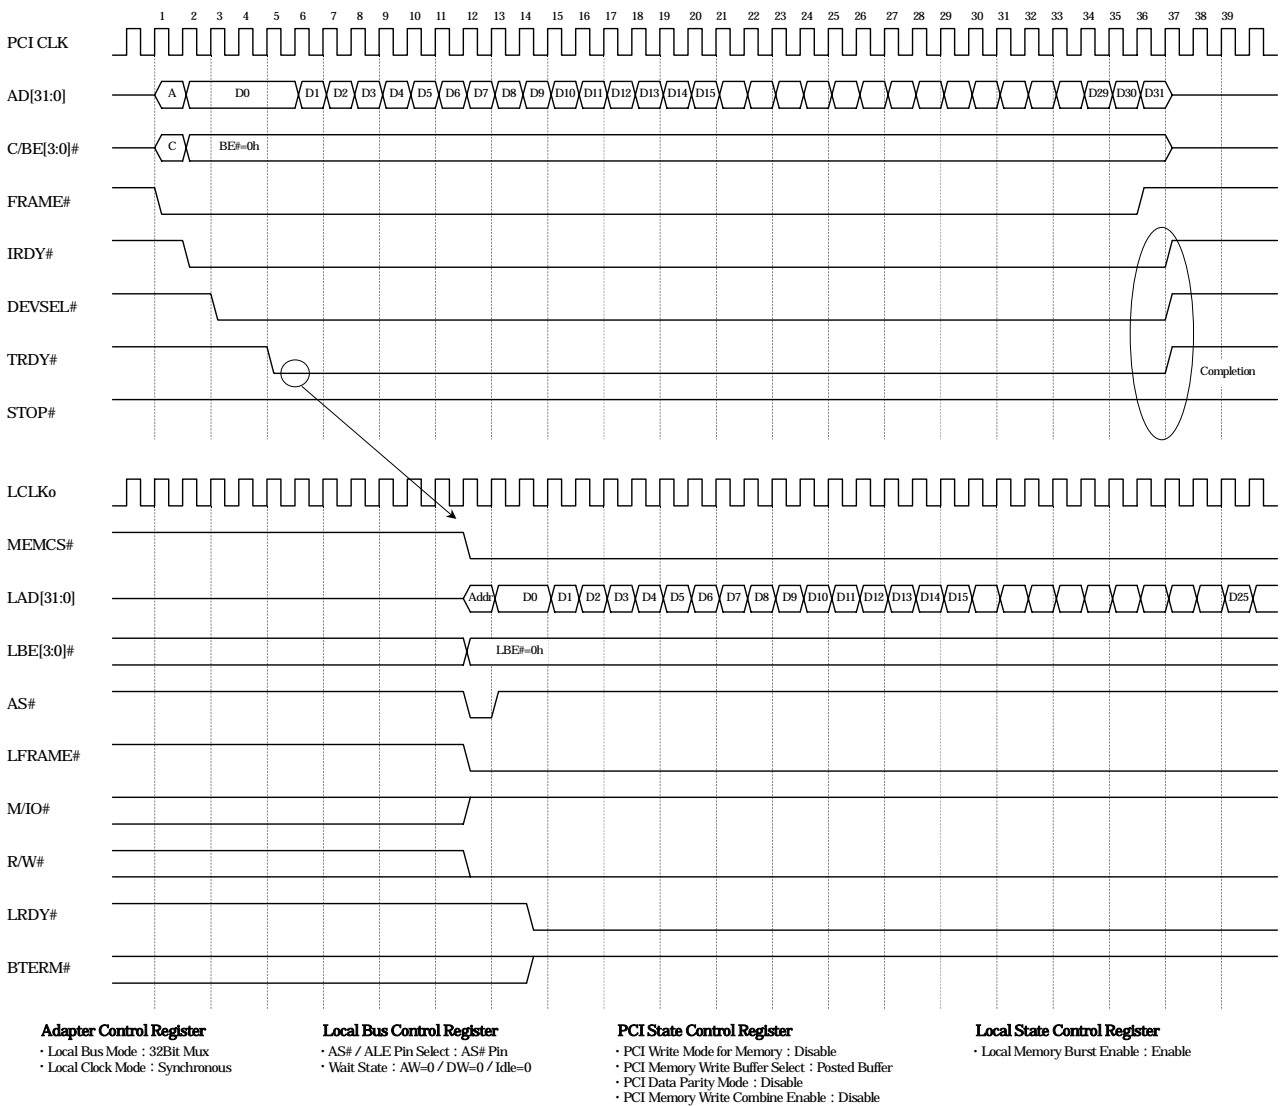 1 2 3 4 5 6 7 8 9 10 11 12 13 14 15 16 17 18 19 20 21 22 23 24 25 26 27 28 29 30 31 32 33 34 35 36 37 38 39
PCI CLK
AD[31:0] A D0 D1 D2 D3 D4 D5 D6 D7 D8 D9 D10 D11 D12 D13 D14 D15 D29 D30 D31
C/BE[3:0]# C BE#=0h
FRAME#
IRDY#
DEVSEL#
TRDY#
Completion
STOP#
LCLKo
MEMCS#
LAD[31:0] Addr D0 D1 D2 D3 D4 D5 D6 D7 D8 D9 D10 D11 D12 D13 D14 D15 D25
LBE[3:0]# LBE#=0h
AS#
LFRAME#
M/IO#
R/W#
LRDY#
BTERM#
Adapter Control Register
・Local Bus Mode : 32Bit Mux
・Local Clock Mode : Synchronous
Local Bus Control Register
・AS# / ALE Pin Select : AS# Pin
・Wait State : AW=0 / DW=0 / Idle=0
PCI State Control Register
・PCI Write Mode for Memory : Disable
・PCI Memory Write Buffer Select : Posted Buffer
・PCI Data Parity Mode : Disable
・PCI Memory Write Combine Enable : Disable
Local State Control Register
・Local Memory Burst Enable : Enable